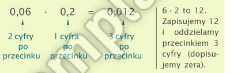 0,06 · 0,2 = 0,012
2 cyfry po przecinku
1 cyfra po przecinku
3 cyfry po przecinku
6 · 2 to 12.
Zapisujemy 12
i oddzielamy
przecinkiem 3
cyfry (dopisu-
jemy zera).